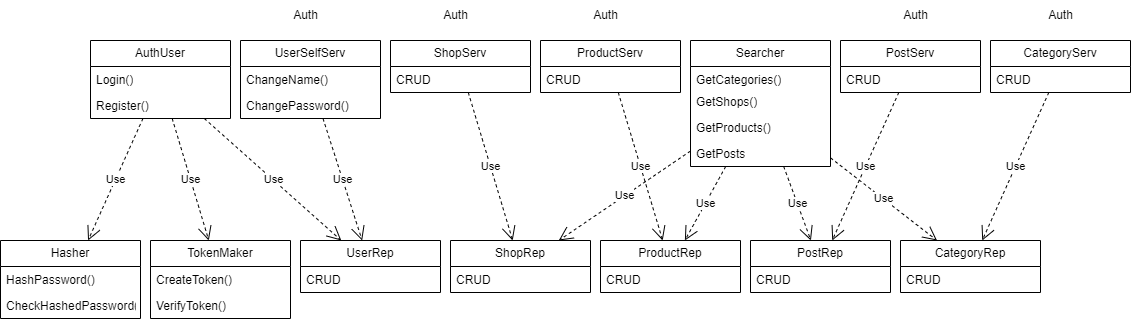 Auth Auth Auth Auth Auth
AuthUser UserSelfServ ShopServ ProductServ Searcher PostServ CategoryServ
Login() ChangeName() CRUD CRUD GetCategories() CRUD CRUD
Register() ChangePassword() GetShops()
GetProducts()
GetPosts
Use Use Use Use Use Use Use Use Use
Use Use Use Use
Hasher TokenMaker UserRep ShopRep ProductRep PostRep CategoryRep
HashPassword() CreateToken() CRUD CRUD CRUD CRUD CRUD
CheckHashedPassword( VerifyToken()